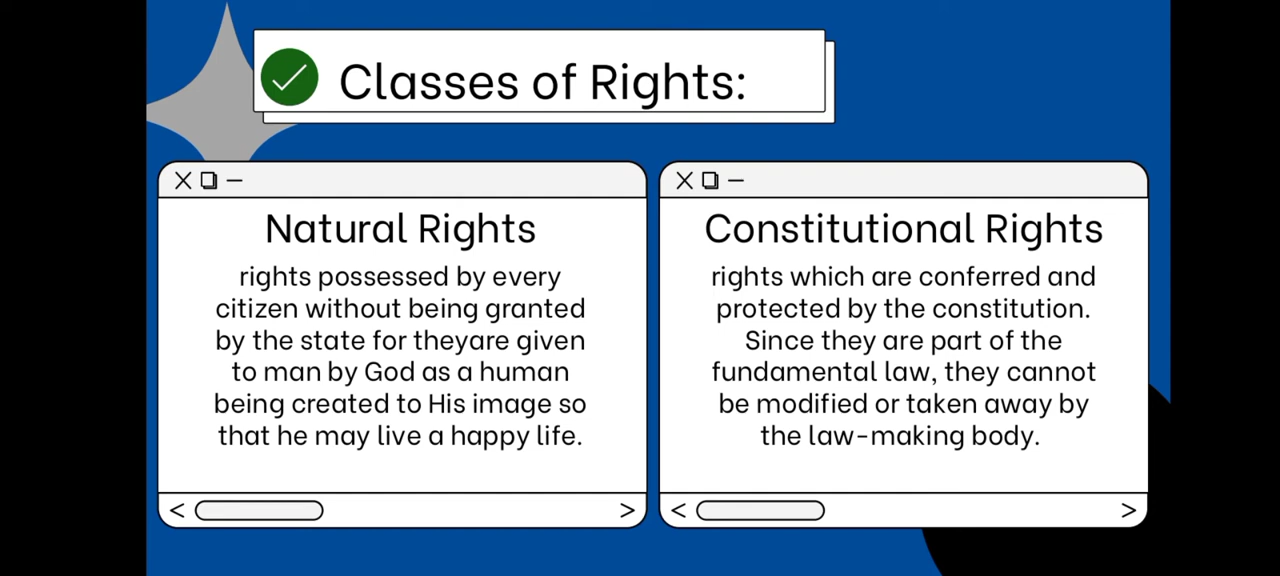 Classes of Rights:
Natural Rights
rights possessed by every
citizen without being granted
by the state for theyare given
to man by God as a human
being created to His image so
that he may live a happy life.
Constitutional Rights
rights which are conferred and
protected by the constitution.
Since they are part of the
fundamental law, they cannot
be modified or taken away by
the law-making body.